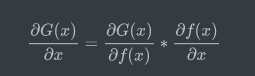 ∂G(x)/∂x = ∂G(x)/∂f(x) * ∂f(x)/∂x